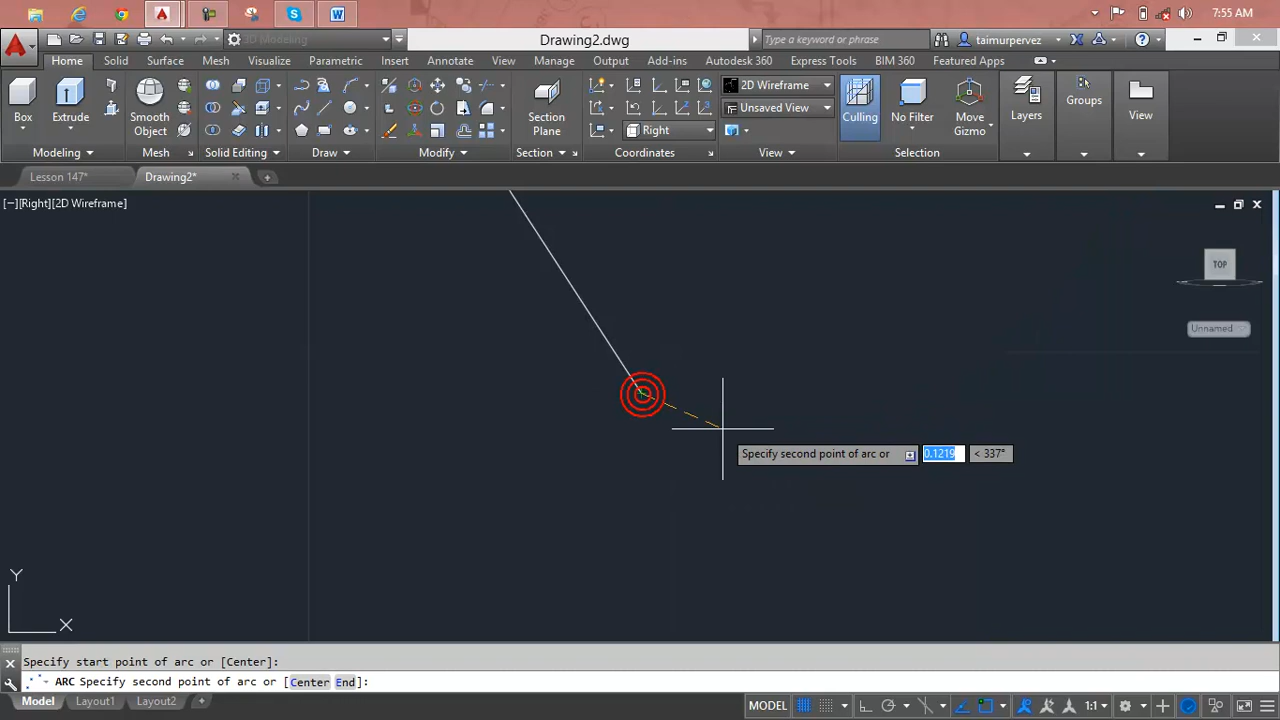 7:55 AM
3D Modeling
Drawing2.dwg
Type a keyword or phrase
taimurpervez
Home Solid Surface Mesh Visualize Parametric Insert Annotate View Manage Output Add-ins Autodesk 360 Express Tools BIM 360 Featured Apps
Box
Extrude
Smooth
Object
Section
Plane
2D Wireframe
Unsaved View
Right
Culling
No Filter
Move
Gizmo
Layers
Groups
View
Modeling Mesh Solid Editing Draw Modify Section Coordinates View Selection
Lesson 147* Drawing2*
[–][Right][2D Wireframe]
TOP
Unnamed
Specify second point of arc or 0.1219 < 337°
Y
X
Specify start point of arc or [Center]:
ARC Specify second point of arc or [Center End]:
Model Layout1 Layout2 +
MODEL 1:1